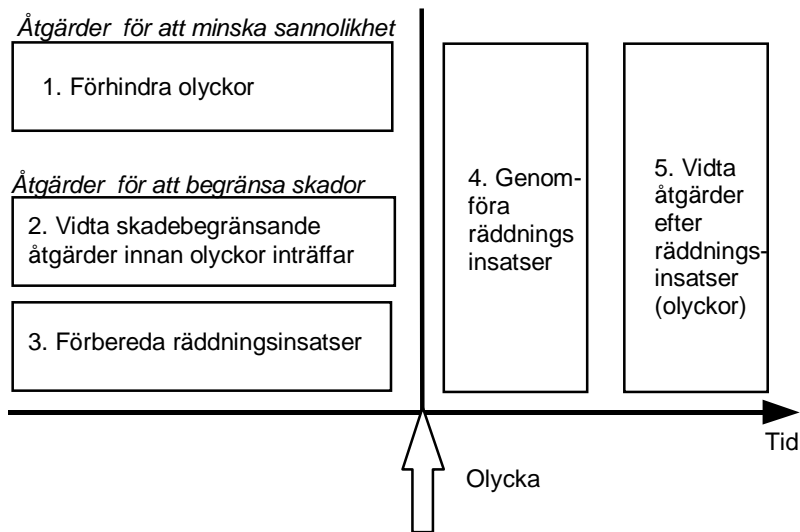 Åtgärder för att minska sannolikhet
1. Förhindra olyckor
Åtgärder för att begränsa skador
2. Vidta skadebegränsande
åtgärder innan olyckor inträffar
3. Förbereda räddningsinsatser
4. Genom-
föra
räddnings
insatser
5. Vidta
åtgärder
efter
räddnings-
insatser
(olyckor)
Tid
Olycka